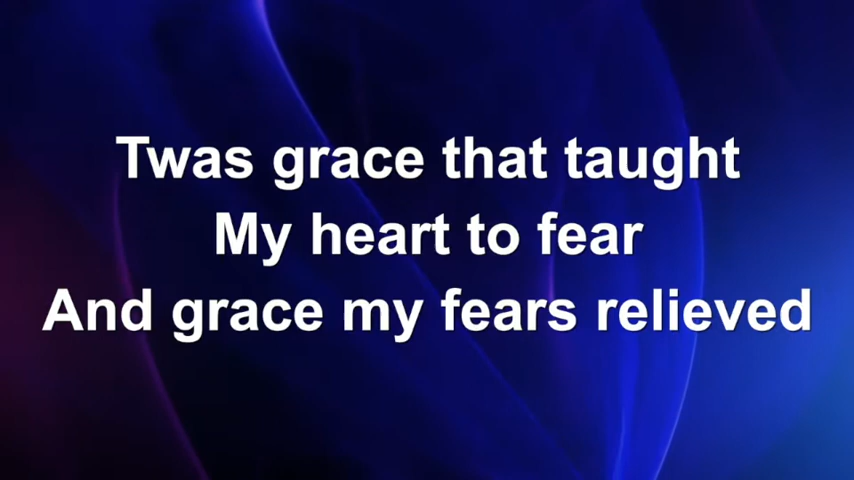 Twas grace that taught
My heart to fear
And grace my fears relieved